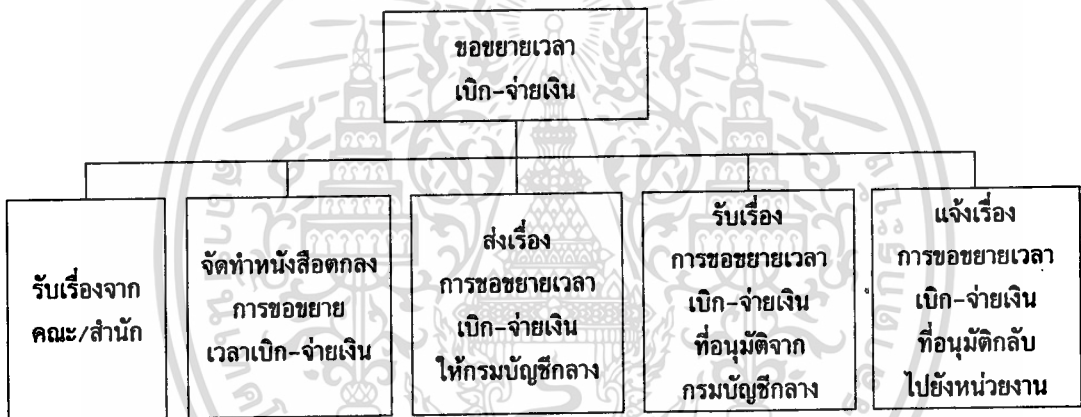 ขอขยายเวลา
เบิก-จ่ายเงิน
รับเรื่องจาก
คณะ/สำนัก
จัดทำหนังสือตกลง
การขอขยาย
เวลาเบิก-จ่ายเงิน
ส่งเรื่อง
การขอขยายเวลา
เบิก-จ่ายเงิน
ให้กรมบัญชีกลาง
รับเรื่อง
การขอขยายเวลา
เบิก-จ่ายเงิน
ที่อนุมัติจาก
กรมบัญชีกลาง
แจ้งเรื่อง
การขอขยายเวลา
เบิก-จ่ายเงิน
ที่อนุมัติกลับ
ไปยังหน่วยงาน